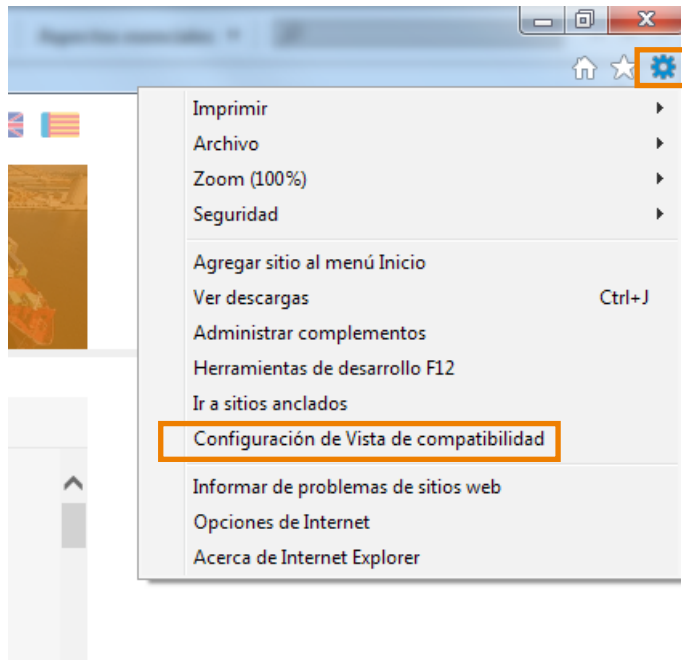 Imprimir
Archivo
Zoom (100%)
Seguridad
Agregar sitio al menú Inicio
Ver descargas Ctrl+J
Administrar complementos
Herramientas de desarrollo F12
Ir a sitios anclados
Configuración de Vista de compatibilidad
Informar de problemas de sitios web
Opciones de Internet
Acerca de Internet Explorer